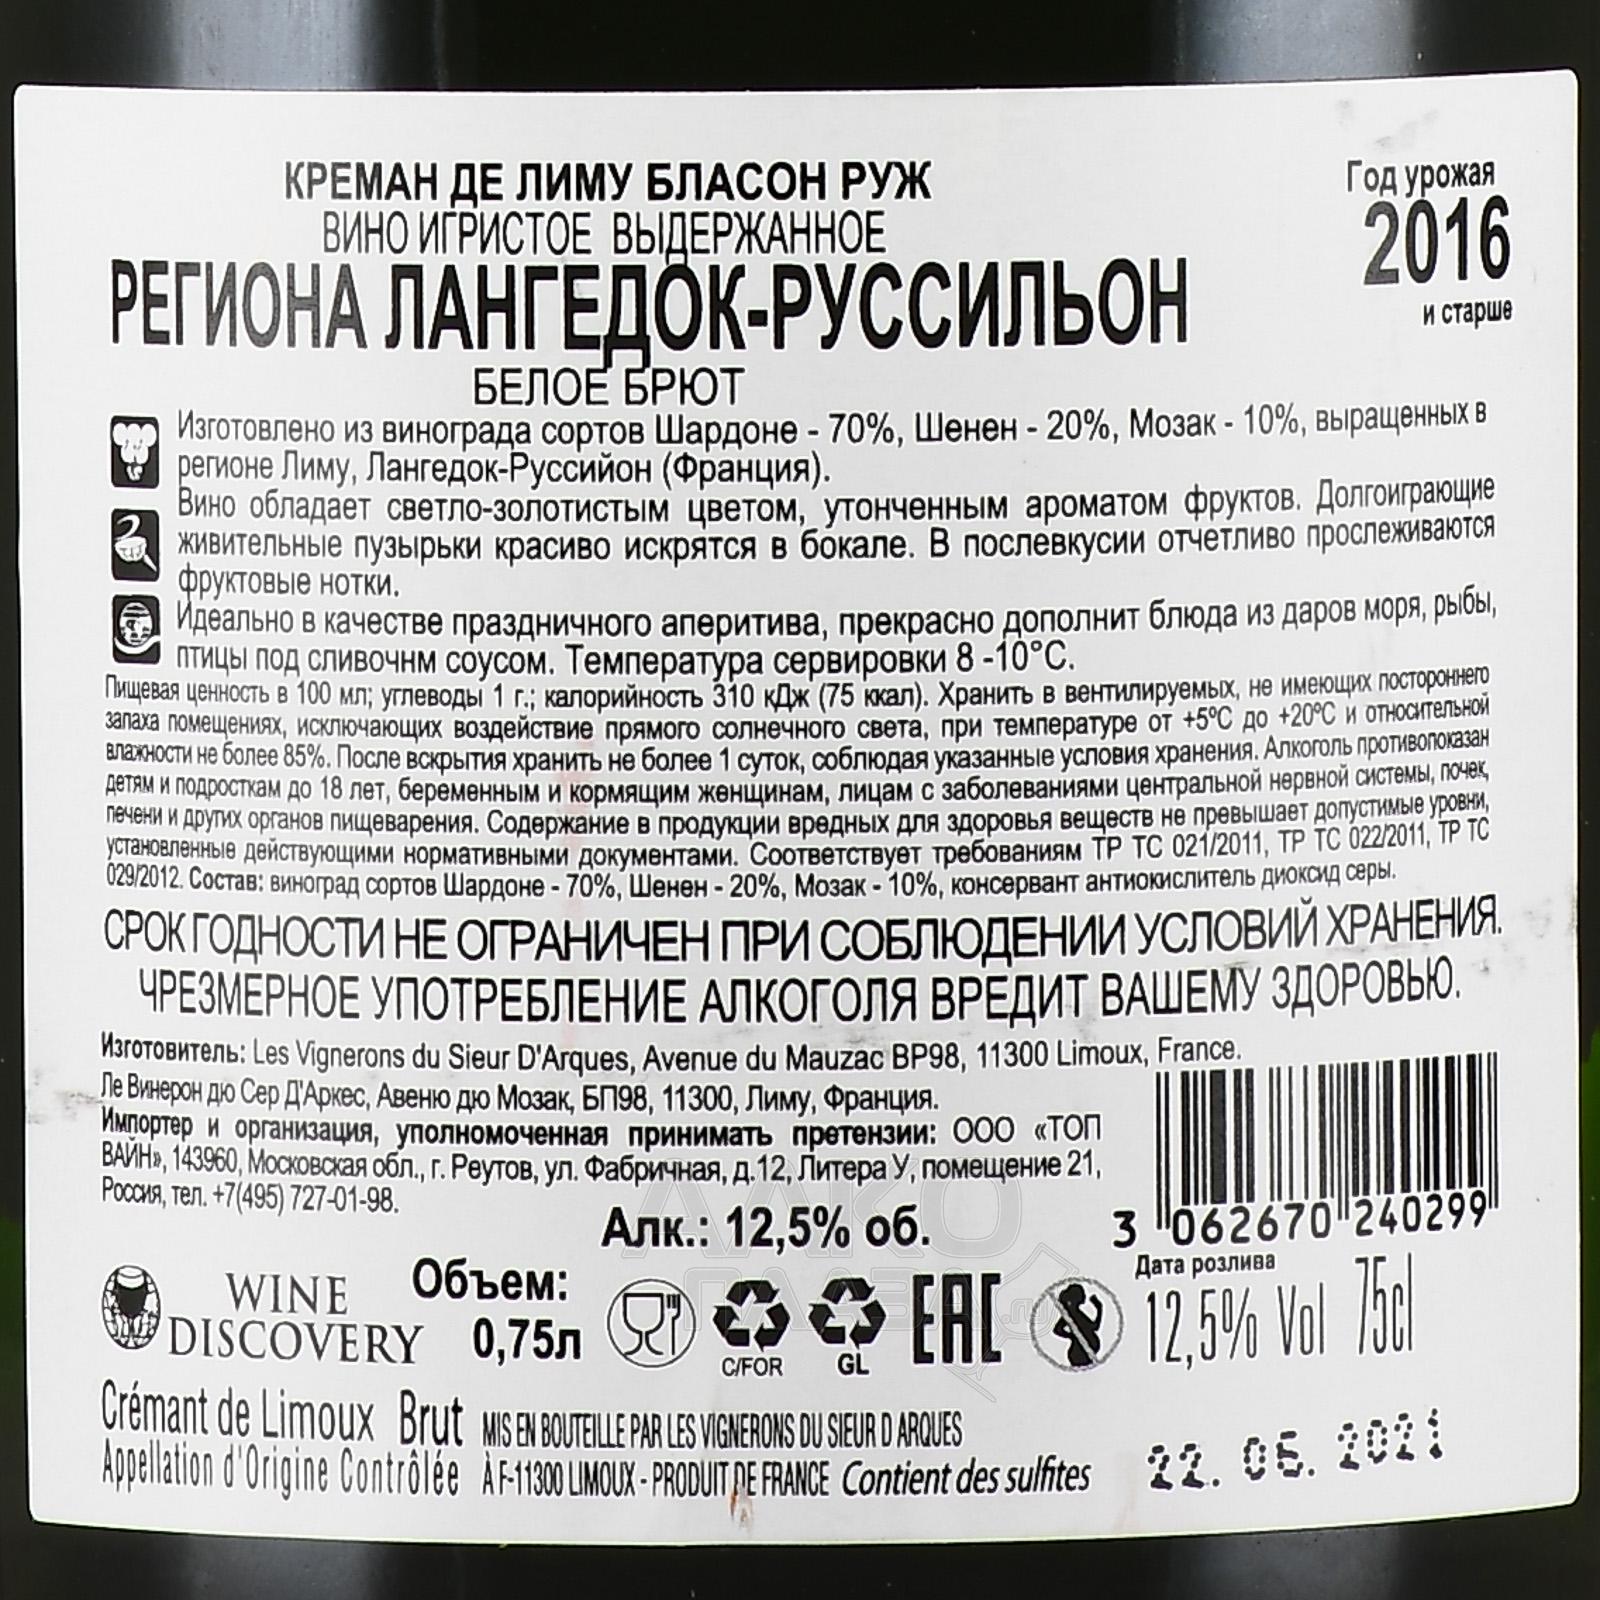 КРЕМАН ДЕ ЛИМУ БЛАСОН РУЖ
ВИНО ИГРИСТОЕ ВЫДЕРЖАННОЕ
РЕГИОНА ЛАНГЕДОК-РУССИЛЬОН
БЕЛОЕ БРЮТ
Год урожая
2016
и старше
Изготовлено из винограда сортов Шардоне - 70%, Шенен - 20%, Мозак - 10%, выращенных в
регионе Лиму, Лангедок-Руссийон (Франция).
Вино обладает светло-золотистым цветом, утонченным ароматом фруктов. Долгоиграющие
живительные пузырьки красиво искрятся в бокале. В послевкусии отчетливо прослеживаются
фруктовые нотки.
Идеально в качестве праздничного аперитива, прекрасно дополнит блюда из даров моря, рыбы,
птицы под сливочнм соусом. Температура сервировки 8 -10°C.
Пищевая ценность в 100 мл; углеводы 1 г.; калорийность 310 кДж (75 ккал). Хранить в вентилируемых, не имеющих постороннего
запаха помещениях, исключающих воздействие прямого солнечного света, при температуре от +5ºС до +20ºС и относительной
влажности не более 85%. После вскрытия хранить не более 1 суток, соблюдая указанные условия хранения. Алкоголь противопоказан
детям и подросткам до 18 лет, беременным и кормящим женщинам, лицам с заболеваниями центральной нервной системы, почек,
печени и других органов пищеварения. Содержание в продукции вредных для здоровья веществ не превышает допустимые уровни,
установленные действующими нормативными документами. Соответствует требованиям ТР ТС 021/2011, ТР ТС 022/2011, ТР ТС
029/2012. Состав: виноград сортов Шардоне - 70%, Шенен - 20%, Мозак - 10%, консервант антиокислитель диоксид серы.
СРОК ГОДНОСТИ НЕ ОГРАНИЧЕН ПРИ СОБЛЮДЕНИИ УСЛОВИЙ ХРАНЕНИЯ.
ЧРЕЗМЕРНОЕ УПОТРЕБЛЕНИЕ АЛКОГОЛЯ ВРЕДИТ ВАШЕМУ ЗДОРОВЬЮ.
Изготовитель: Les Vignerons du Sieur D'Arques, Avenue du Mauzac BP98, 11300 Limoux, France.
Ле Винерон дю Сер Д'Аркес, Авеню дю Мозак, БП98, 11300, Лиму, Франция.
Импортер и организация, уполномоченная принимать претензии: ООО «ТОП
ВАЙН», 143960, Московская обл., г. Реутов, ул. Фабричная, д.12, Литера У, помещение 21,
Россия, тел. +7(495) 727-01-98.
Алк.: 12,5% об.
3 062670 240299
WINE
DISCOVERY
Объем:
0,75л
C/FOR
GL
EAC
Дата розлива
12,5% Vol 75cl
АЛКО
ПЛАЗА.ru
Crémant de Limoux Brut
Appellation d'Origine Contrôlée
MIS EN BOUTEILLE PAR LES VIGNERONS DU SIEUR D ARQUES
À F-11300 LIMOUX - PRODUIT DE FRANCE Contient des sulfites
22. 05. 2021